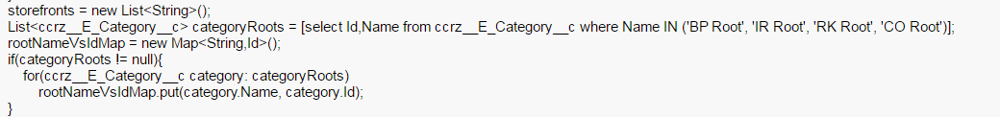 storefronts = new List<String>();
List<ccrz__E_Category__c> categoryRoots = [select Id,Name from ccrz__E_Category__c where Name IN ('BP Root', 'IR Root', 'RK Root', 'CO Root')];
rootNameVsIdMap = new Map<String,Id>();
if(categoryRoots != null){
for(ccrz__E_Category__c category: categoryRoots)
rootNameVsIdMap.put(category.Name, category.Id);
}